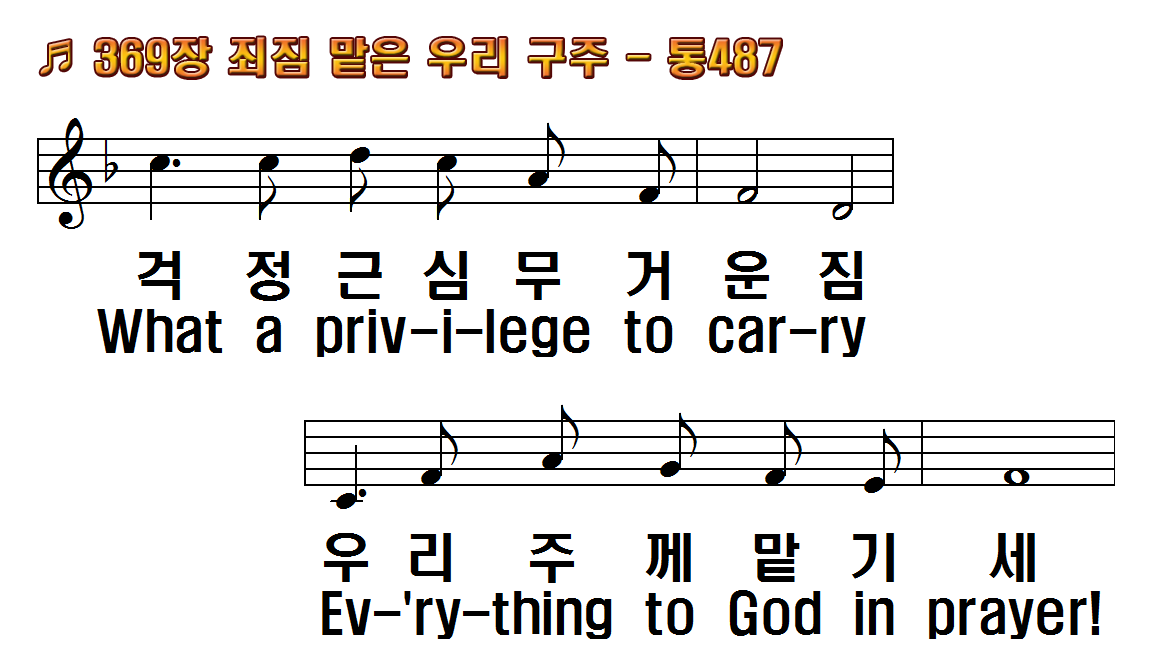 ♬ 369장 죄짐 맡은 우리 구주 - 통487
걱 정 근 심 무 거 운 짐
What a priv-i-lege to car-ry
우 리 주 께 맡 기 세
Ev-'ry-thing to God in prayer!